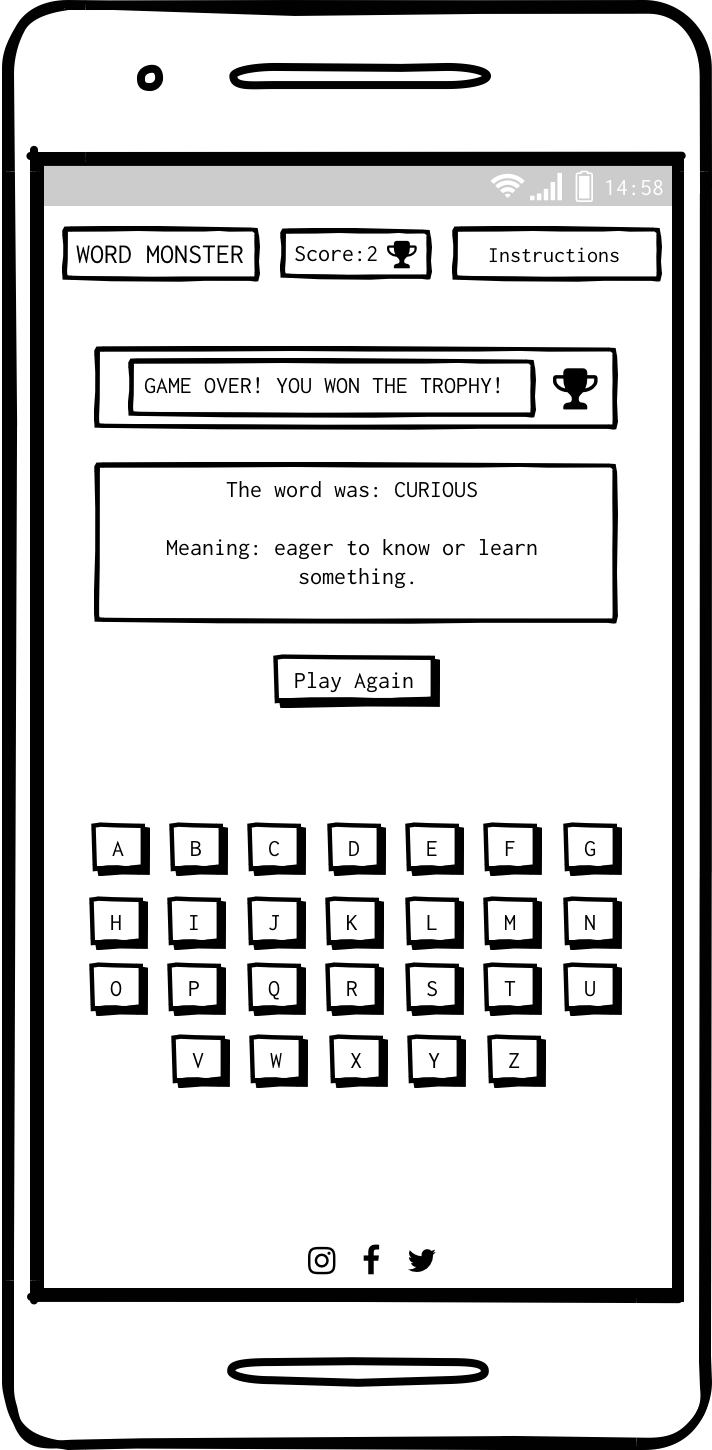 14:58
WORD MONSTER
Score:2
Instructions
GAME OVER! YOU WON THE TROPHY!
The word was: CURIOUS
Meaning: eager to know or learn
something.
Play Again
A B C D E F G
H I J K L M N
O P Q R S T U
V W X Y Z